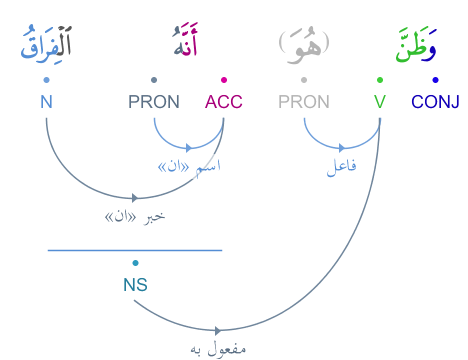 وَظَنَّ (هُوَ) أَنَّهُ ٱلْفِرَاقُ
CONJ V PRON ACC PRON N
فاعل اسم «ان»
خبر «ان»
NS
مفعول به